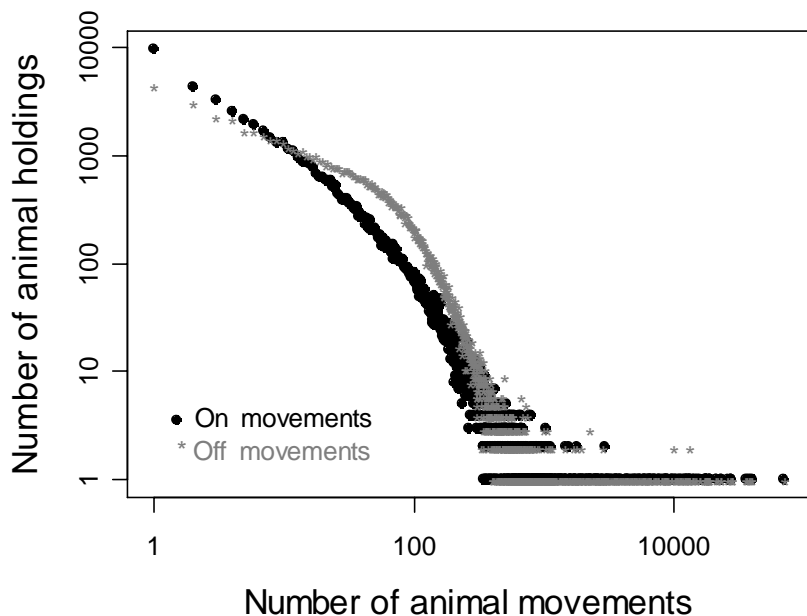 Number of animal holdings
10000
1000
100
10
1
● On movements
* Off movements
1
100
10000
Number of animal movements